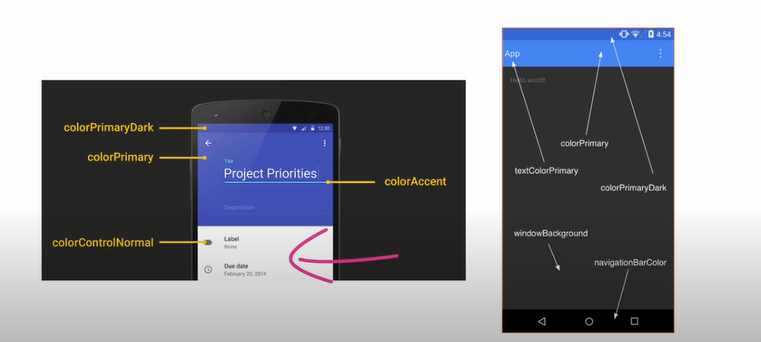 colorPrimaryDark
12:30
colorPrimary
Title
Project Priorities
colorAccent
Description
colorControlNormal
Label
None
Due date
February 20, 2014
4:54
App
Hello world!
colorPrimary
textColorPrimary
colorPrimaryDark
windowBackground
navigationBarColor